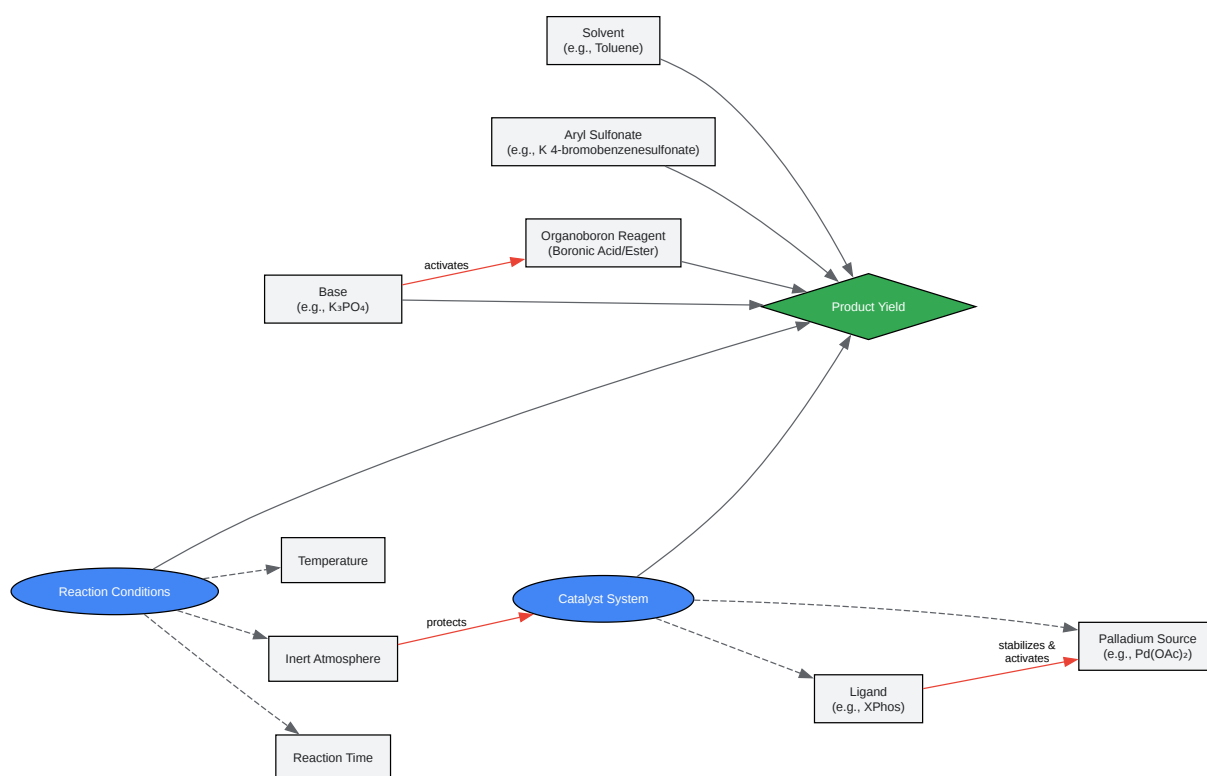 Solvent
(e.g., Toluene)
Aryl Sulfonate
(e.g., K 4-bromobenzenesulfonate)
Organoboron Reagent
(Boronic Acid/Ester)
activates
Base
(e.g., K₃PO₄)
Product Yield
Temperature
Reaction Conditions
Catalyst System
protects
Inert Atmosphere
stabilizes &
activates
Palladium Source
(e.g., Pd(OAc)₂)
Ligand
(e.g., XPhos)
Reaction Time